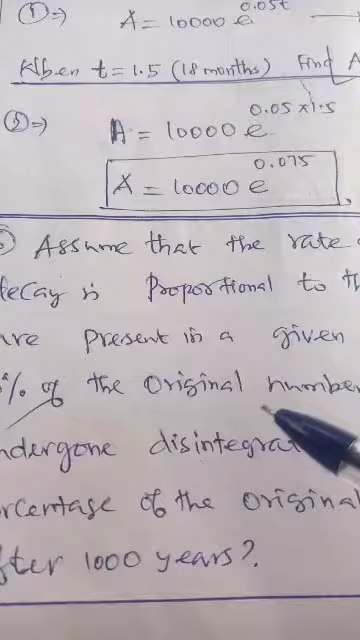 ① => A = 10000 e^0.05t
When t = 1.5 (18 months) Find A
② => A = 10000 e^0.05×1.5
A = 10000 e^0.075
Assume that the rate
decay is Proportional to th
are present in a given
% of the Original number
ndergone disintegra
rcentage of the Original
fter 1000 years?